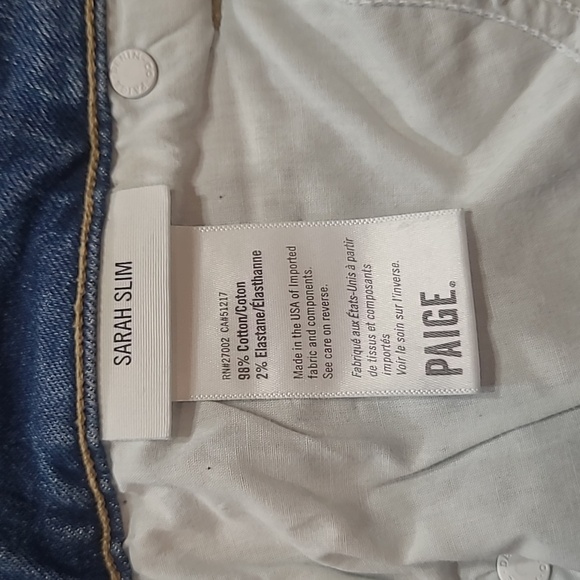 SARAH SLIM
RN#27002 CA#51217
98% Cotton/Coton
2% Elastane/Élasthanne
Made in the USA of Imported
fabric and components.
See care on reverse.
Fabriqué aux États-Unis à partir
de tissus et composants
importés
Voir le soin sur l'inverse.
PAIGE®